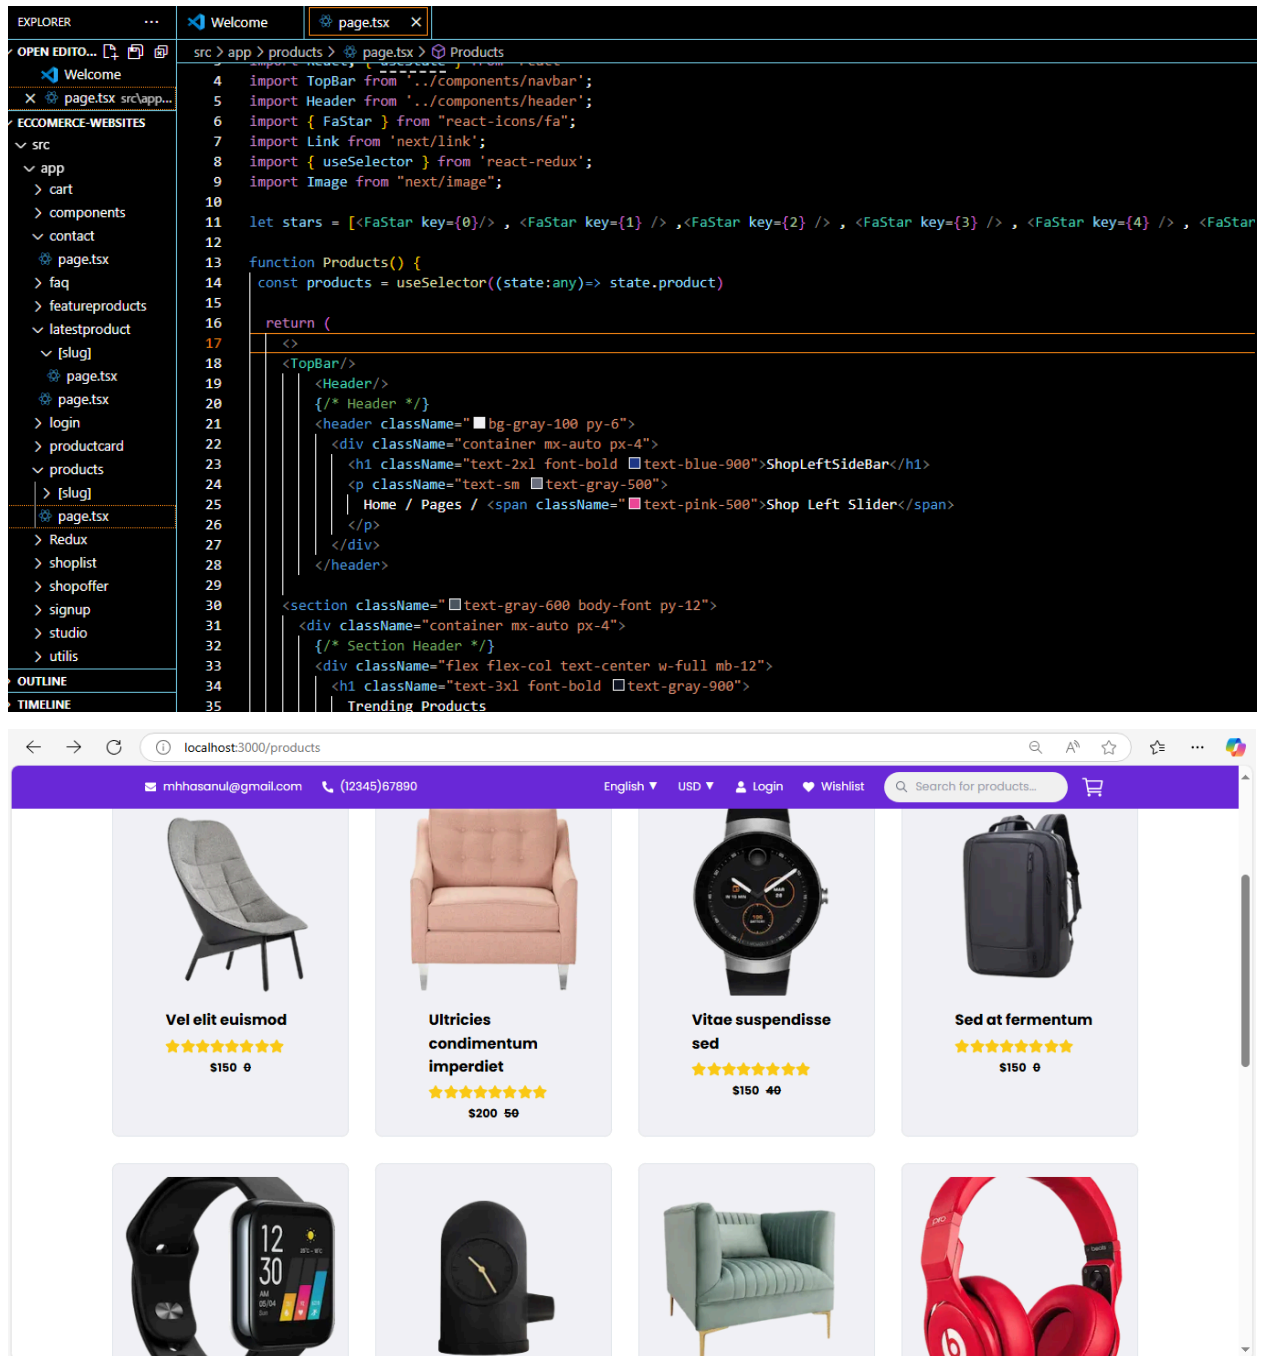 EXPLORER ···
OPEN EDITO...
Welcome
page.tsx src\app...
ECCOMERCE-WEBSITES
src
app
cart
components
contact
page.tsx
faq
featureproducts
latestproduct
[slug]
page.tsx
page.tsx
login
productcard
products
[slug]
page.tsx
Redux
shoplist
shopoffer
signup
studio
utilis
OUTLINE
TIMELINE
Welcome page.tsx
src > app > products > page.tsx > Products
import React, { useState } from 'react'
4 import TopBar from '../components/navbar';
5 import Header from '../components/header';
6 import { FaStar } from "react-icons/fa";
7 import Link from 'next/link';
8 import { useSelector } from 'react-redux';
9 import Image from "next/image";
10
11 let stars = [<FaStar key={0}/> , <FaStar key={1} /> ,<FaStar key={2} /> , <FaStar key={3} /> , <FaStar key={4} /> , <FaStar
12
13 function Products() {
14 const products = useSelector((state:any)=> state.product)
15
16 return (
17 <>
18 <TopBar/>
19 <Header/>
20 {/* Header */}
21 <header className="bg-gray-100 py-6">
22 <div className="container mx-auto px-4">
23 <h1 className="text-2xl font-bold text-blue-900">ShopLeftSideBar</h1>
24 <p className="text-sm text-gray-500">
25 Home / Pages / <span className="text-pink-500">Shop Left Slider</span>
26 </p>
27 </div>
28 </header>
29
30 <section className="text-gray-600 body-font py-12">
31 <div className="container mx-auto px-4">
32 {/* Section Header */}
33 <div className="flex flex-col text-center w-full mb-12">
34 <h1 className="text-3xl font-bold text-gray-900">
35 Trending Products
localhost:3000/products
mhhasanul@gmail.com (12345)67890 English ▼ USD ▼ Login Wishlist Search for products...
Vel elit euismod
$150 0
Ultricies
condimentum
imperdiet
$200 50
Vitae suspendisse
sed
$150 40
Sed at fermentum
$150 0
12
30
AM
05/04
Sun
pro
beats